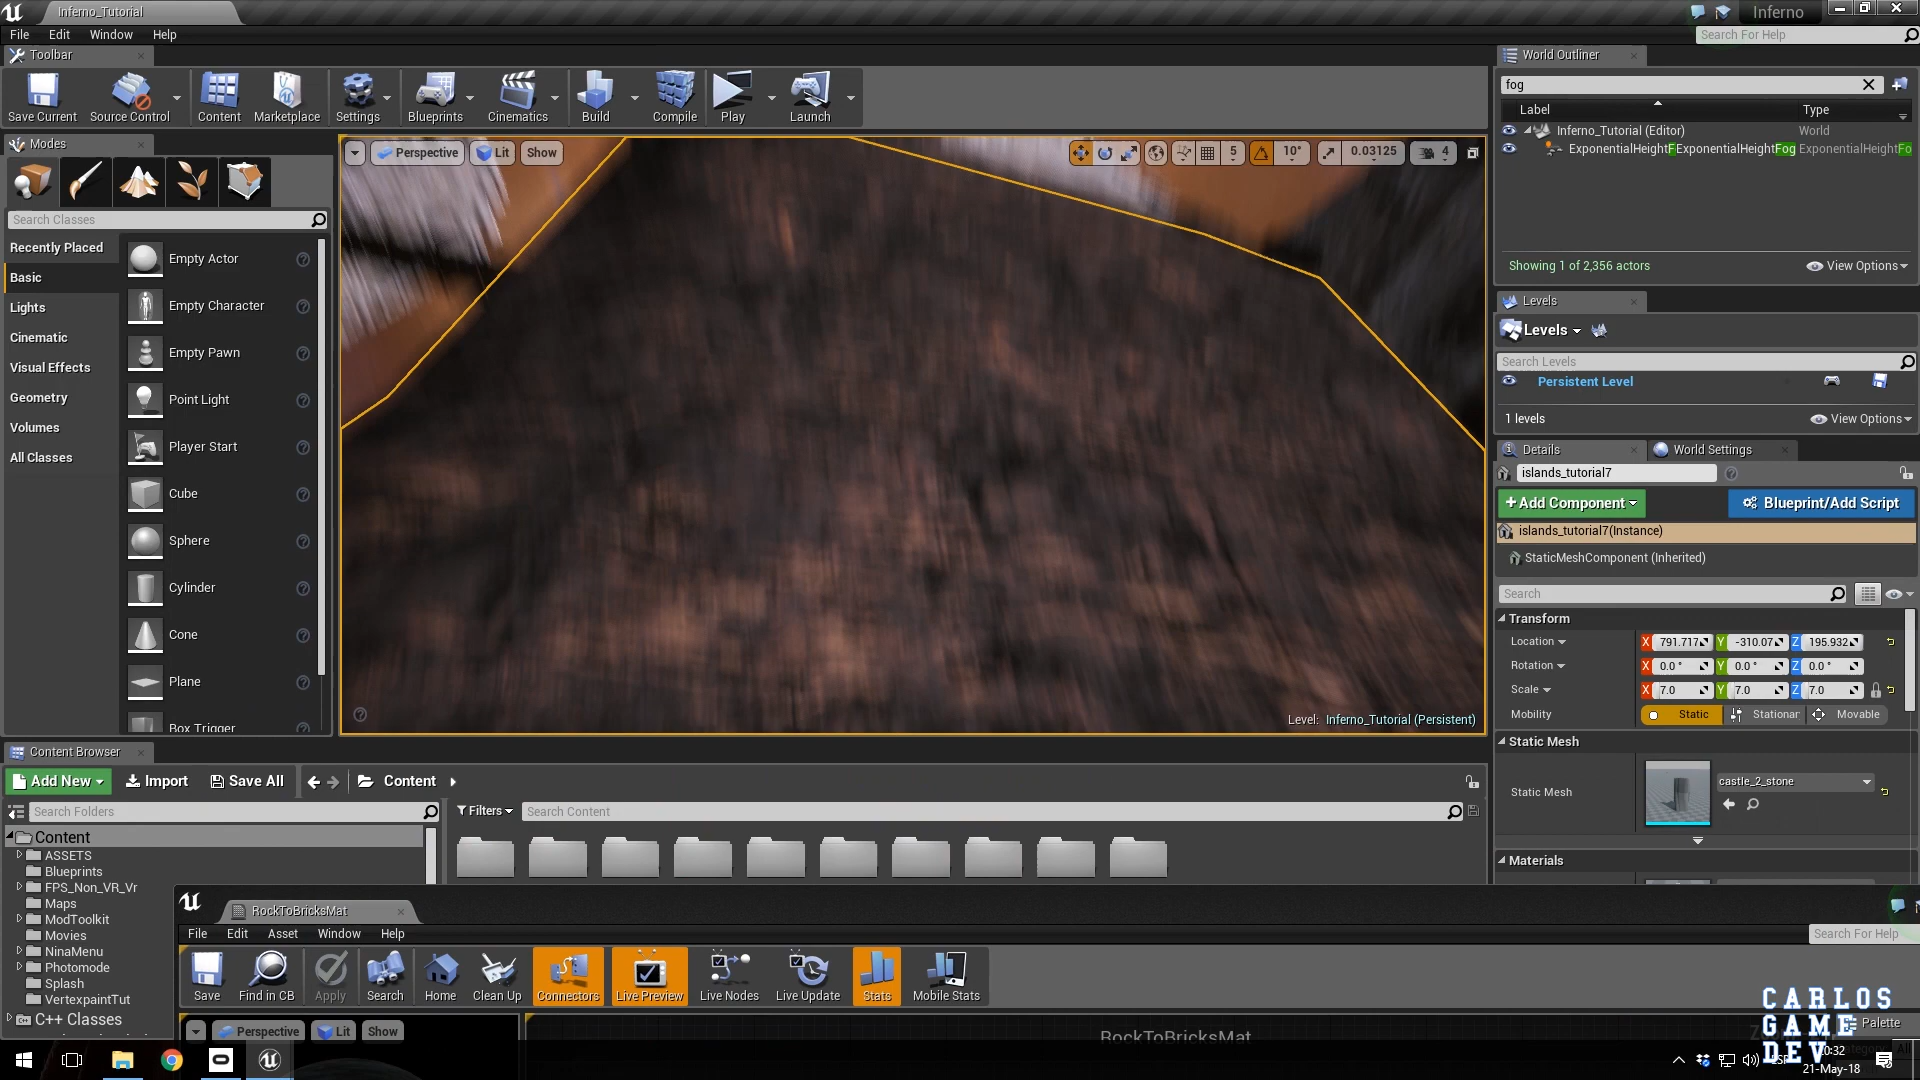 Inferno_Tutorial
Inferno
File Edit Window Help
Search For Help
Toolbar
Save Current Source Control Content Marketplace Settings Blueprints Cinematics Build Compile Play Launch
Modes
Search Classes
Recently Placed
Basic
Lights
Cinematic
Visual Effects
Geometry
Volumes
All Classes
Empty Actor
Empty Character
Empty Pawn
Point Light
Player Start
Cube
Sphere
Cylinder
Cone
Plane
Box Trigger
Perspective Lit Show
5 10° 0.03125 4
Level: Inferno_Tutorial (Persistent)
World Outliner
fog
Label Type
Inferno_Tutorial (Editor) World
ExponentialHeightFExponentialHeightFog ExponentialHeightFo
Showing 1 of 2,356 actors View Options
Levels
Levels
Search Levels
Persistent Level
1 levels View Options
Details World Settings
islands_tutorial7
+Add Component Blueprint/Add Script
islands_tutorial7(Instance)
StaticMeshComponent (Inherited)
Search
Transform
Location X 791.717 Y -310.07 Z 195.932
Rotation X 0.0 ° Y 0.0 ° Z 0.0 °
Scale X 7.0 Y 7.0 Z 7.0
Mobility Static Stationar Movable
Static Mesh
Static Mesh castle_2_stone
Materials
Content Browser
Add New Import Save All Content
Search Folders
Filters Search Content
Content
ASSETS
Blueprints
FPS_Non_VR_Vr
Maps
ModToolkit
Movies
NinaMenu
Photomode
Splash
VertexpaintTut
C++ Classes
RockToBricksMat
File Edit Asset Window Help
Search For Help
Save Find in CB Apply Search Home Clean Up Connectors Live Preview Live Nodes Live Update Stats Mobile Stats
Perspective Lit Show
RockToBricksMat
Palette
CARLOS
GAME
DEV
0:32
21-May-18